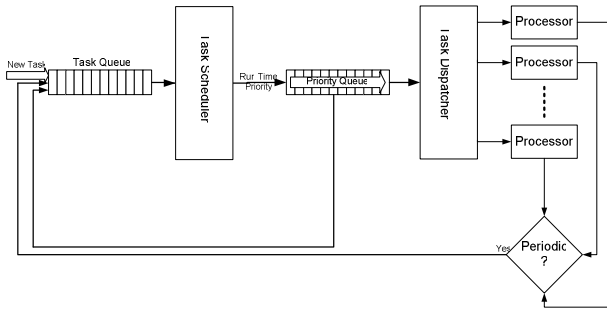 New Task
Task Queue
Task Scheduler
Run Time
Priority
Priority Queue
Task Dispatcher
Processor
Processor
Processor
Yes
Periodic
?